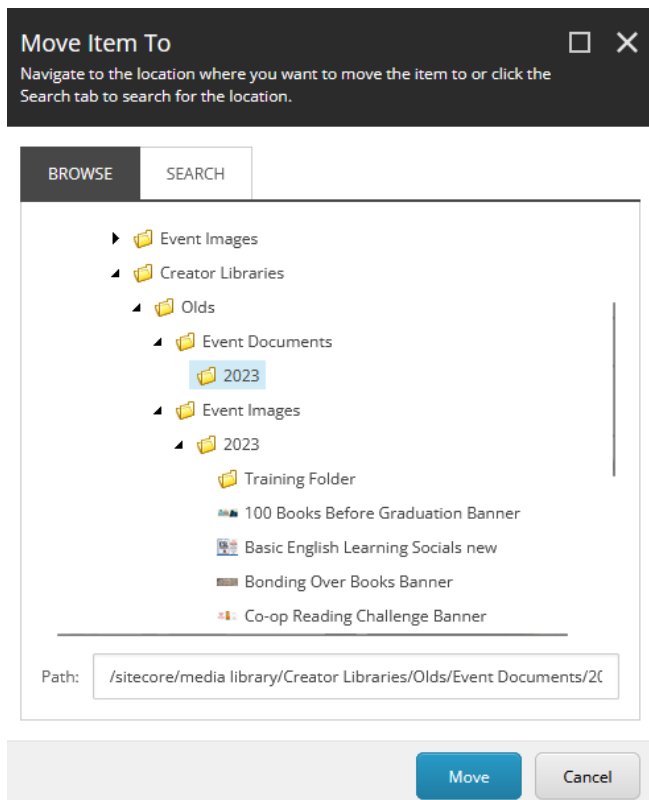 Move Item To
Navigate to the location where you want to move the item to or click the
Search tab to search for the location.
BROWSE
SEARCH
Event Images
Creator Libraries
Olds
Event Documents
2023
Event Images
2023
Training Folder
100 Books Before Graduation Banner
Basic English Learning Socials new
Bonding Over Books Banner
Co-op Reading Challenge Banner
Path: /sitecore/media library/Creator Libraries/Olds/Event Documents/20
Move
Cancel